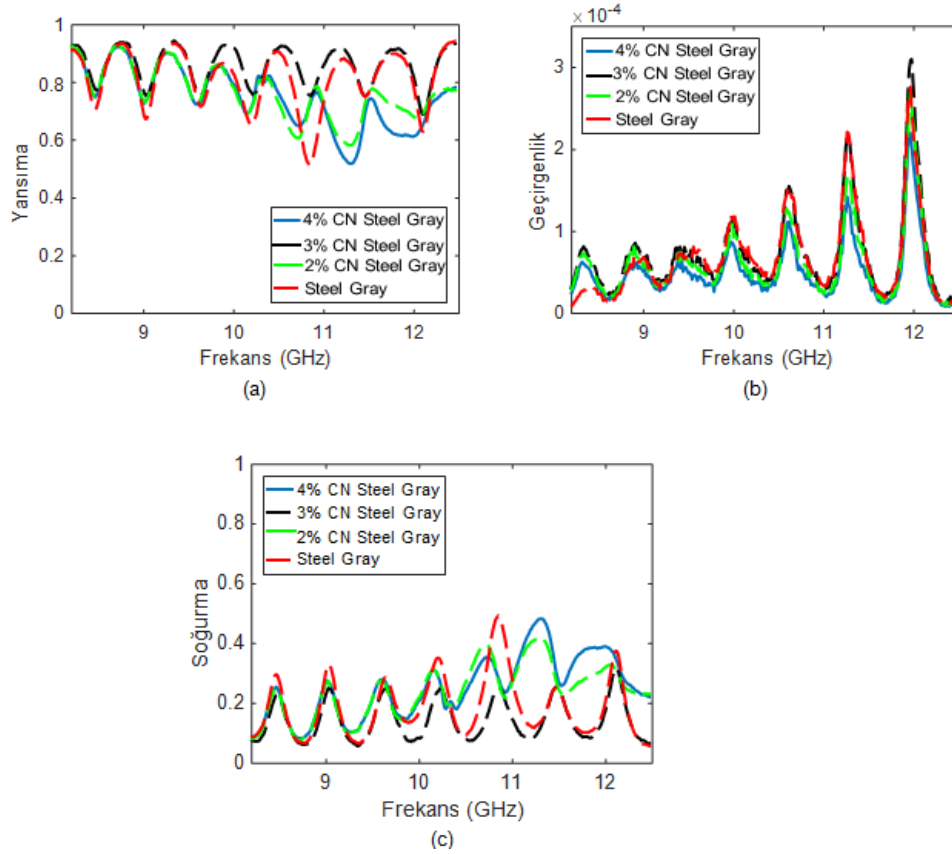 1
0.8
0.6
0.4
0.2
0
Yansıma
4% CN Steel Gray
3% CN Steel Gray
2% CN Steel Gray
Steel Gray
9 10 11 12
Frekans (GHz)
(a)
× 10⁻⁴
3
2
1
0
Geçirgenlik
4% CN Steel Gray
3% CN Steel Gray
2% CN Steel Gray
Steel Gray
9 10 11 12
Frekans (GHz)
(b)
1
0.8
0.6
0.4
0.2
0
Soğurma
4% CN Steel Gray
3% CN Steel Gray
2% CN Steel Gray
Steel Gray
9 10 11 12
Frekans (GHz)
(c)